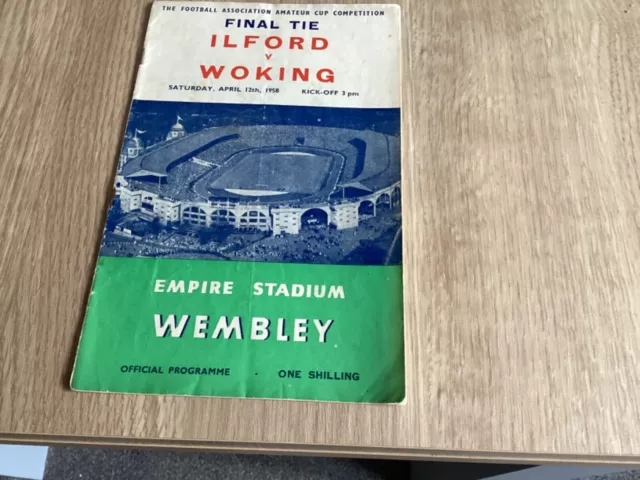 THE FOOTBALL ASSOCIATION AMATEUR CUP COMPETITION
FINAL TIE
ILFORD
V
WOKING
SATURDAY, APRIL 12th, 1958 KICK-OFF 3 pm
EMPIRE STADIUM
WEMBLEY
OFFICIAL PROGRAMME . ONE SHILLING